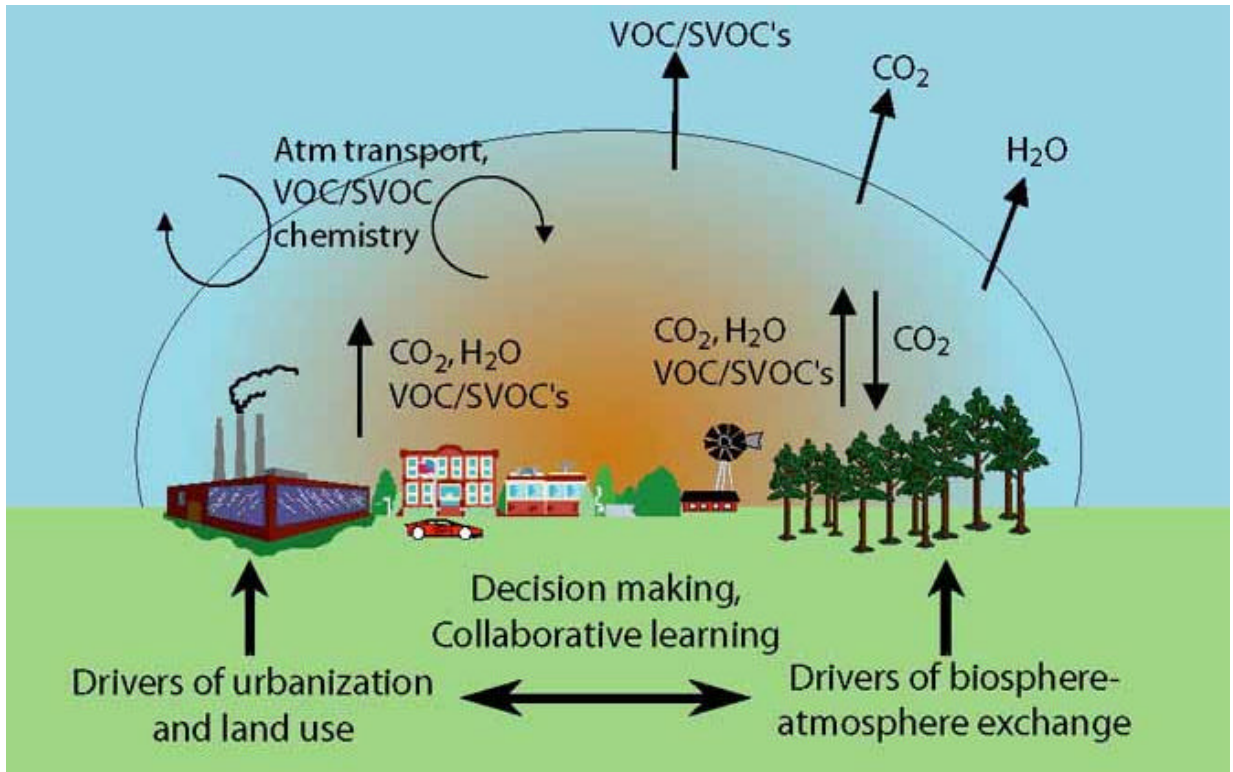 VOC/SVOC's
CO₂
H₂O
Atm transport,
VOC/SVOC
chemistry
CO₂, H₂O
VOC/SVOC's
CO₂, H₂O
VOC/SVOC's
CO₂
Decision making,
Collaborative learning
Drivers of urbanization
and land use
Drivers of biosphere-
atmosphere exchange